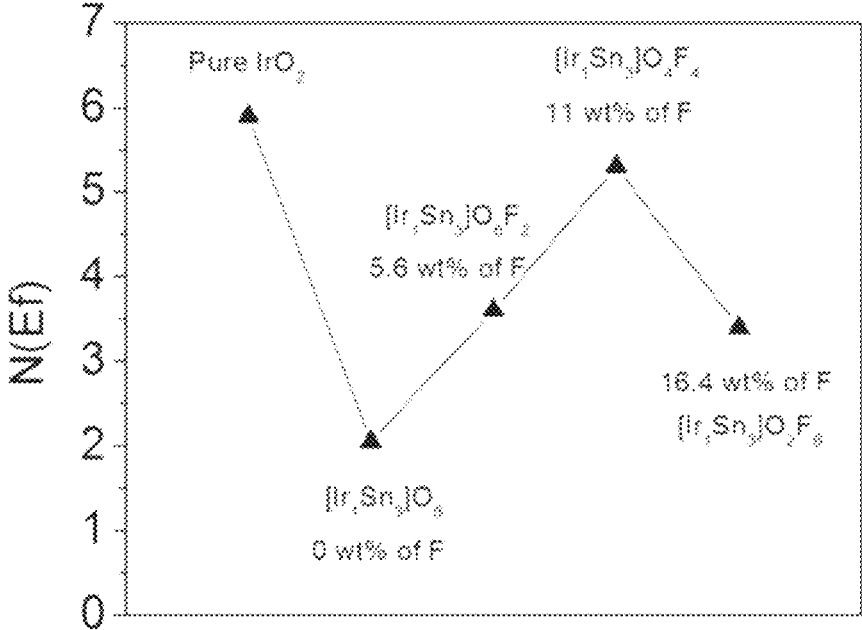 7
6
5
4
3
2
1
0
N(Ef)
Pure IrO₂
[Ir₁Sn₃]O₈
0 wt% of F
[Ir₁Sn₃]O₆F₂
5.6 wt% of F
[Ir₁Sn₃]O₄F₄
11 wt% of F
16.4 wt% of F
[Ir₁Sn₃]O₂F₆